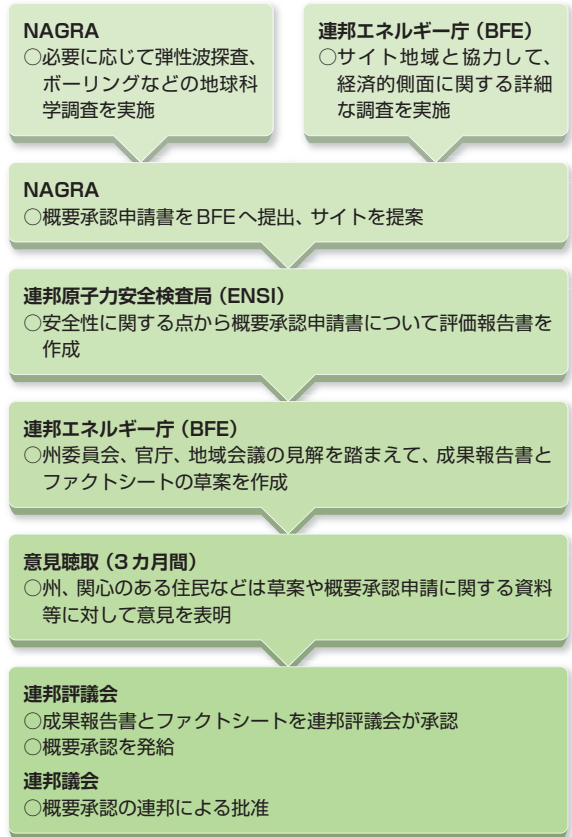 NAGRA
○必要に応じて弾性波探査、
ボーリングなどの地球科
学調査を実施
連邦エネルギー庁（BFE）
○サイト地域と協力して、
経済的側面に関する詳細
な調査を実施
NAGRA
○概要承認申請書をBFEへ提出、サイトを提案
連邦原子力安全検査局（ENSI）
○安全性に関する点から概要承認申請書について評価報告書を
作成
連邦エネルギー庁（BFE）
○州委員会、官庁、地域会議の見解を踏まえて、成果報告書と
ファクトシートの草案を作成
意見聴取（3カ月間）
○州、関心のある住民などは草案や概要承認申請に関する資料
等に対して意見を表明
連邦評議会
○成果報告書とファクトシートを連邦評議会が承認
○概要承認を発給
連邦議会
○概要承認の連邦による批准